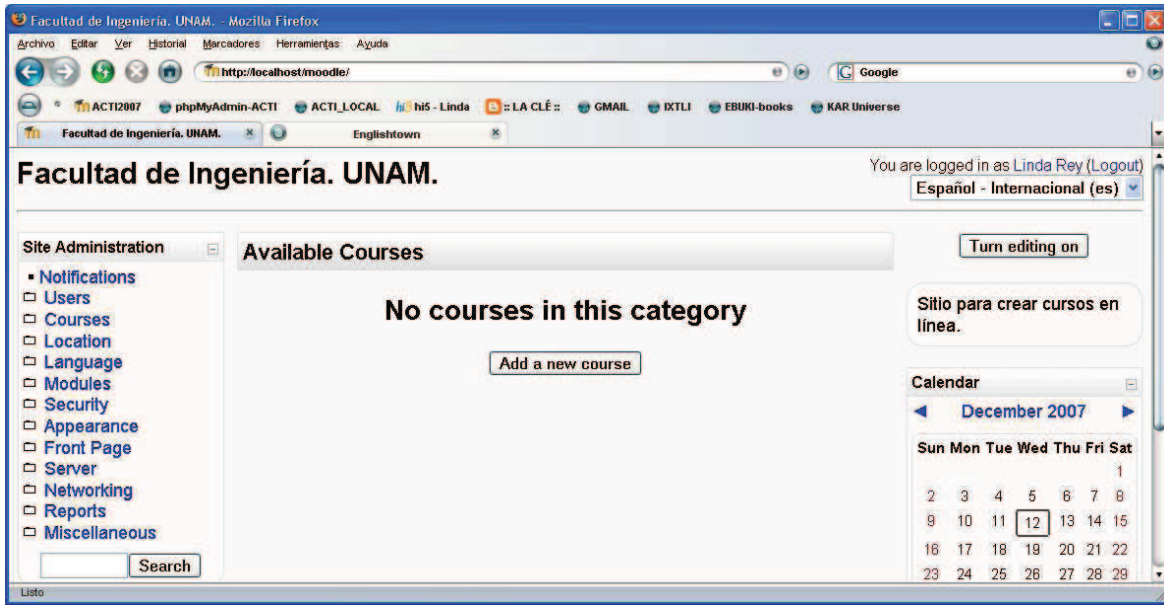 Facultad de Ingeniería. UNAM. - Mozilla Firefox
Archivo Editar Ver Historial Marcadores Herramientas Ayuda
http://localhost/moodle/
Google
ACTI2007 phpMyAdmin-ACTI ACTI_LOCAL hi5 - Linda :: LA CLÉ :: GMAIL IXTLI EBUKI-books KAR Universe
Facultad de Ingeniería. UNAM. Englishtown
Facultad de Ingeniería. UNAM.
You are logged in as Linda Rey (Logout)
Español - Internacional (es)
Site Administration
Notifications
Users
Courses
Location
Language
Modules
Security
Appearance
Front Page
Server
Networking
Reports
Miscellaneous
Search
Available Courses
No courses in this category
Add a new course
Turn editing on
Sitio para crear cursos en
línea.
Calendar
December 2007
Sun Mon Tue Wed Thu Fri Sat
1
2 3 4 5 6 7 8
9 10 11 12 13 14 15
16 17 18 19 20 21 22
23 24 25 26 27 28 29
Listo